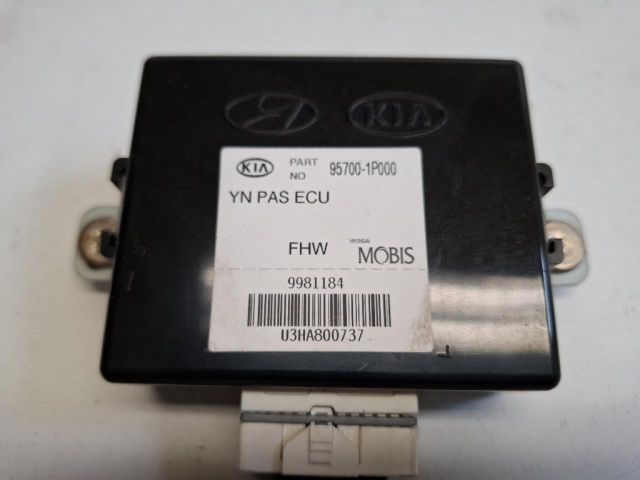 KIA
KIA PART NO 95700-1P000
YN PAS ECU
FHW HYUNDAI MOBIS
9981184
U3HA800737